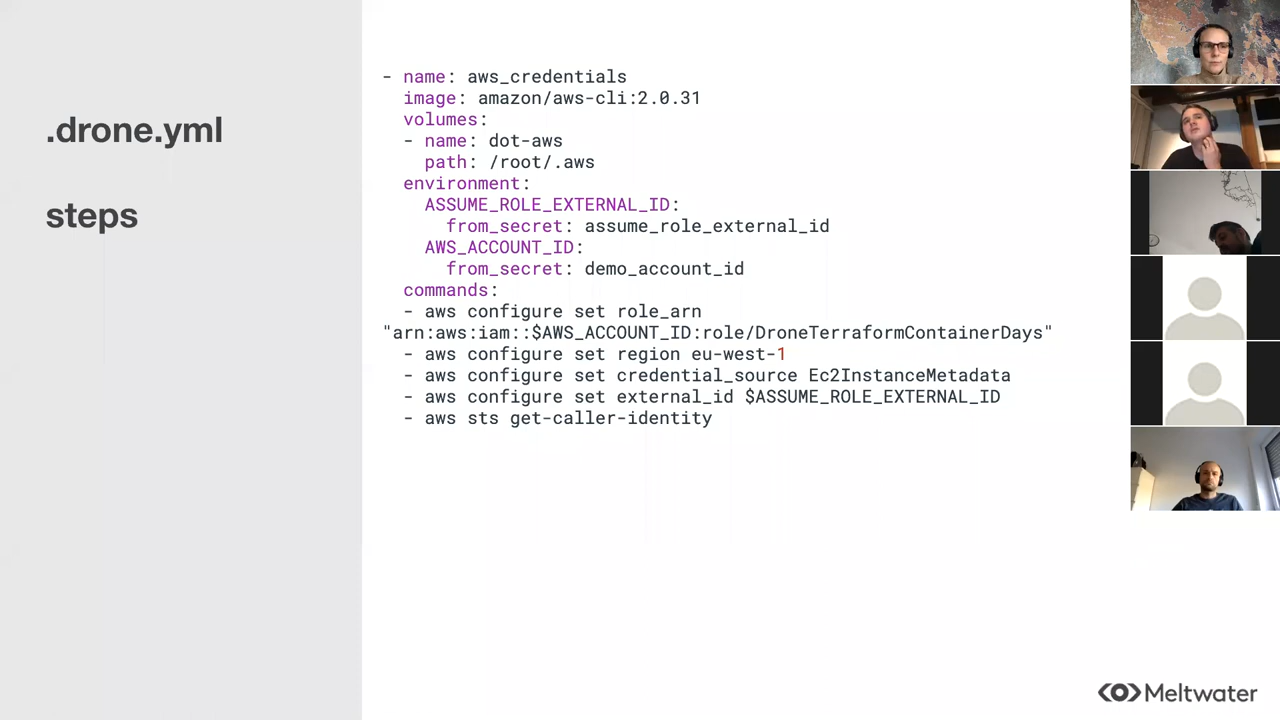 .drone.yml
steps
- name: aws_credentials
  image: amazon/aws-cli:2.0.31
  volumes:
  - name: dot-aws
    path: /root/.aws
  environment:
    ASSUME_ROLE_EXTERNAL_ID:
      from_secret: assume_role_external_id
    AWS_ACCOUNT_ID:
      from_secret: demo_account_id
  commands:
  - aws configure set role_arn
"arn:aws:iam::$AWS_ACCOUNT_ID:role/DroneTerraformContainerDays"
  - aws configure set region eu-west-1
  - aws configure set credential_source Ec2InstanceMetadata
  - aws configure set external_id $ASSUME_ROLE_EXTERNAL_ID
  - aws sts get-caller-identity
Meltwater